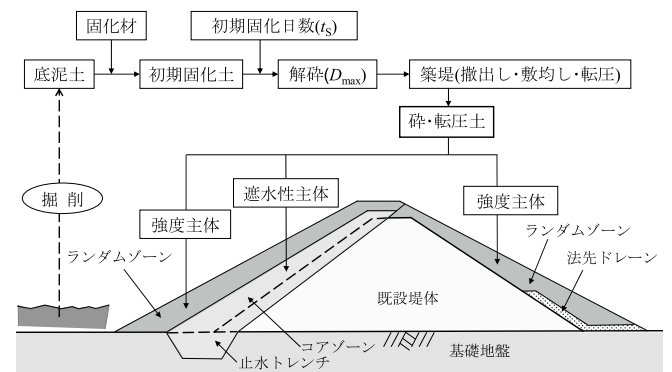 固化材
初期固化日数(tS)
底泥土
初期固化土
解砕(Dmax)
築堤(撒出し・敷均し・転圧)
砕・転圧土
掘 削
強度主体
遮水性主体
強度主体
ランダムゾーン
ランダムゾーン
法先ドレーン
既設堤体
コアゾーン
止水トレンチ
基礎地盤